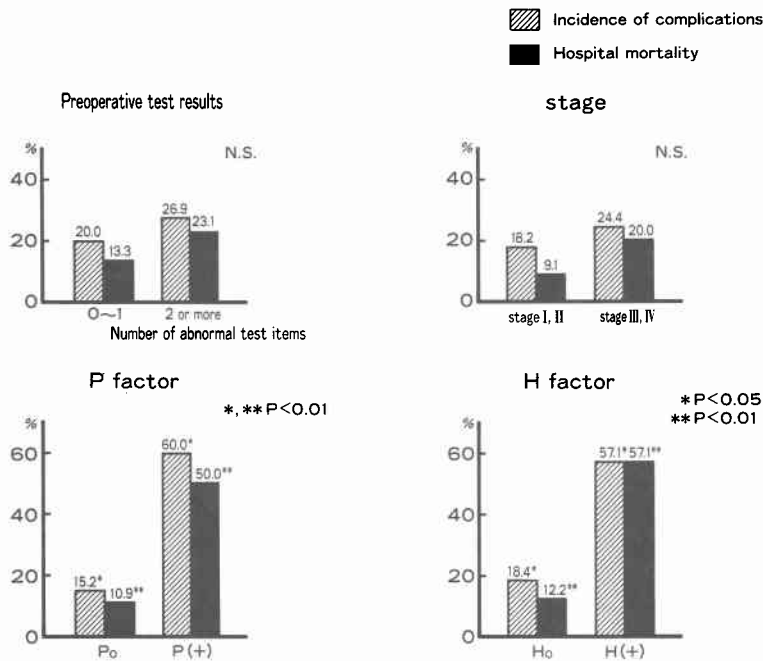 Incidence of complications
Hospital mortality
Preoperative test results
%
N.S.
40
20
0
20.0
13.3
26.9
23.1
0〜1
2 or more
Number of abnormal test items
stage
%
N.S.
40
20
0
18.2
9.1
24.4
20.0
stage I, II
stage III, IV
P factor
*, **P<0.01
%
60
40
20
0
15.2*
10.9**
60.0*
50.0**
Po
P(+)
H factor
*P<0.05
**P<0.01
%
60
40
20
0
18.4*
12.2**
57.1*
57.1**
Ho
H(+)